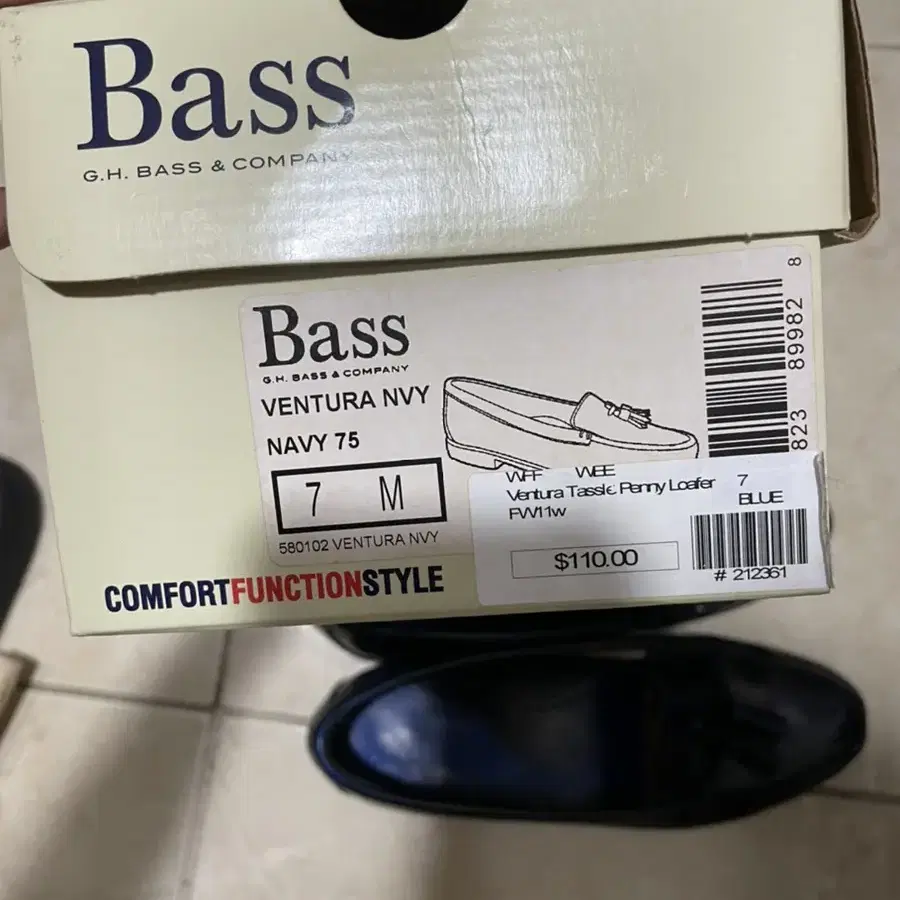 Bass
G.H. BASS & COMPANY
Bass
G.H. BASS & COMPANY
VENTURA NVY
NAVY 75
7 M
580102 VENTURA NVY
COMFORTFUNCTIONSTYLE
823 89982 8
WFF WEE
Ventura Tassle Penny Loafer 7
FW11w BLUE
$110.00
# 212361